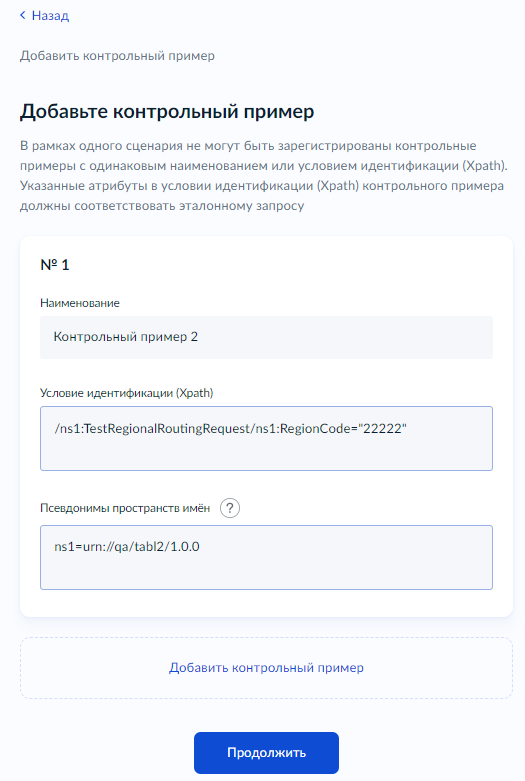 Назад
Добавить контрольный пример
Добавьте контрольный пример
В рамках одного сценария не могут быть зарегистрированы контрольные
примеры с одинаковым наименованием или условием идентификации (Xpath).
Указанные атрибуты в условии идентификации (Xpath) контрольного примера
должны соответствовать эталонному запросу
№ 1
Наименование
Контрольный пример 2
Условие идентификации (Xpath)
/ns1:TestRegionalRoutingRequest/ns1:RegionCode="22222"
Псевдонимы пространств имён ?
ns1=urn://qa/tabl2/1.0.0
Добавить контрольный пример
Продолжить